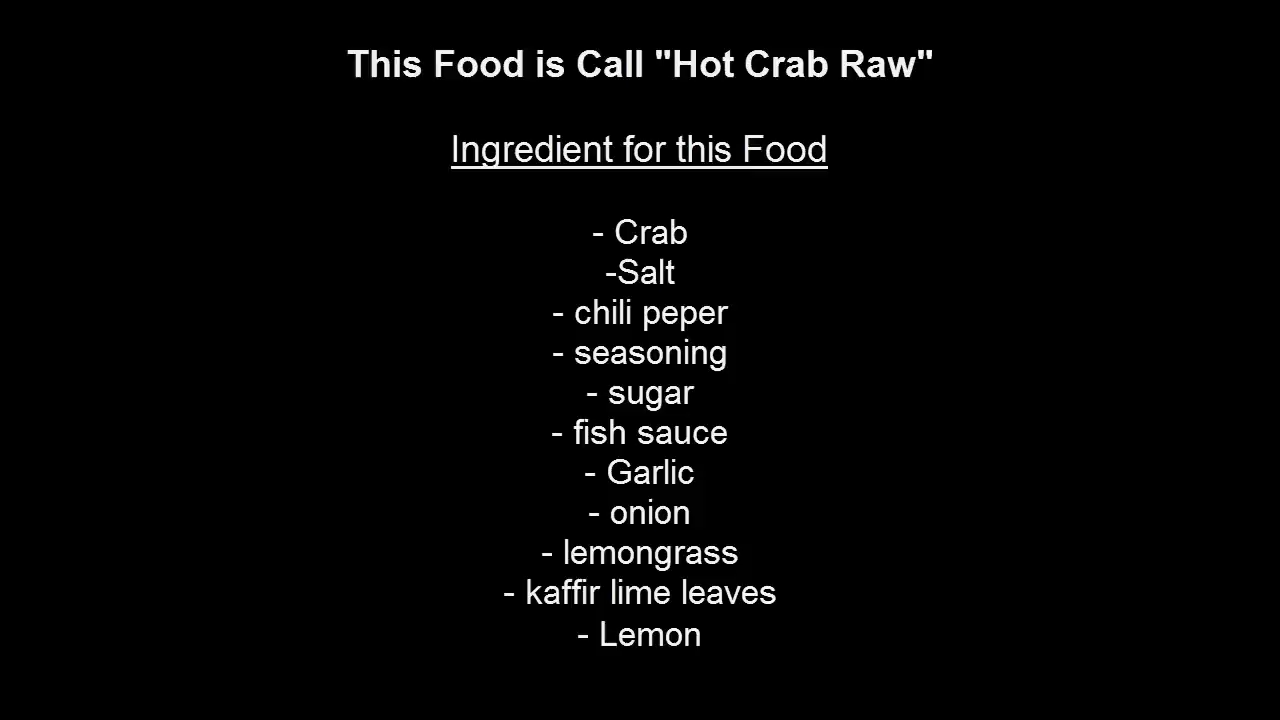 This Food is Call "Hot Crab Raw"
Ingredient for this Food
- Crab
-Salt
- chili peper
- seasoning
- sugar
- fish sauce
- Garlic
- onion
- lemongrass
- kaffir lime leaves
- Lemon